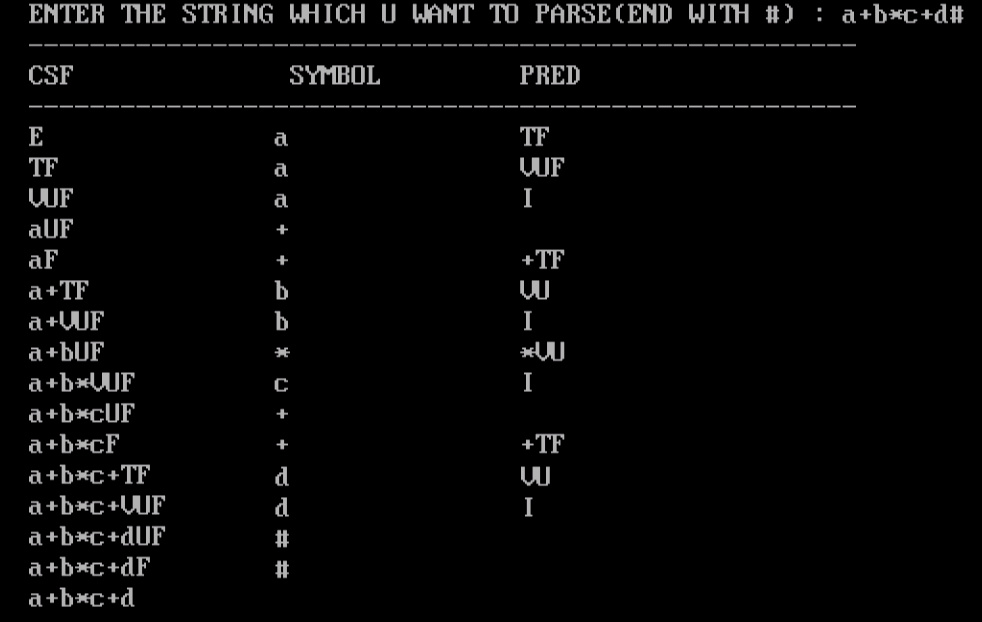 ENTER THE STRING WHICH U WANT TO PARSE(END WITH #) : a+b*c+d#
------------------------------------------------------
CSF SYMBOL PRED
------------------------------------------------------
E a TF
TF a VUF
VUF a I
aUF +
aF + +TF
a+TF b VU
a+VUF b I
a+bUF * *VU
a+b*VUF c I
a+b*cUF +
a+b*cF + +TF
a+b*c+TF d VU
a+b*c+VUF d I
a+b*c+dUF #
a+b*c+dF #
a+b*c+d